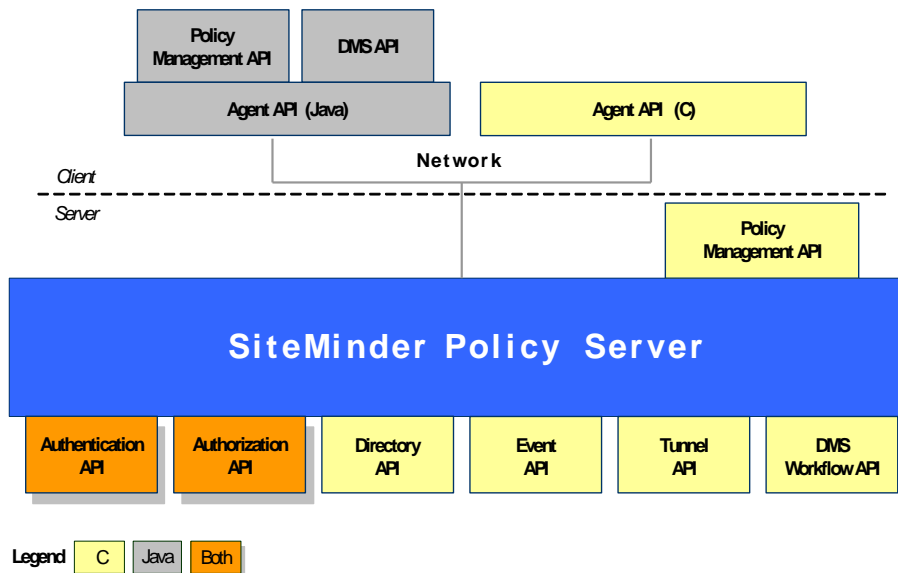 Policy
Management API
DMS API
Agent API (Java)
Agent API (C)
Network
Client
Server
Policy
Management API
SiteMinder Policy Server
Authentication
API
Authorization
API
Directory
API
Event
API
Tunnel
API
DMS
Workflow API
Legend C Java Both